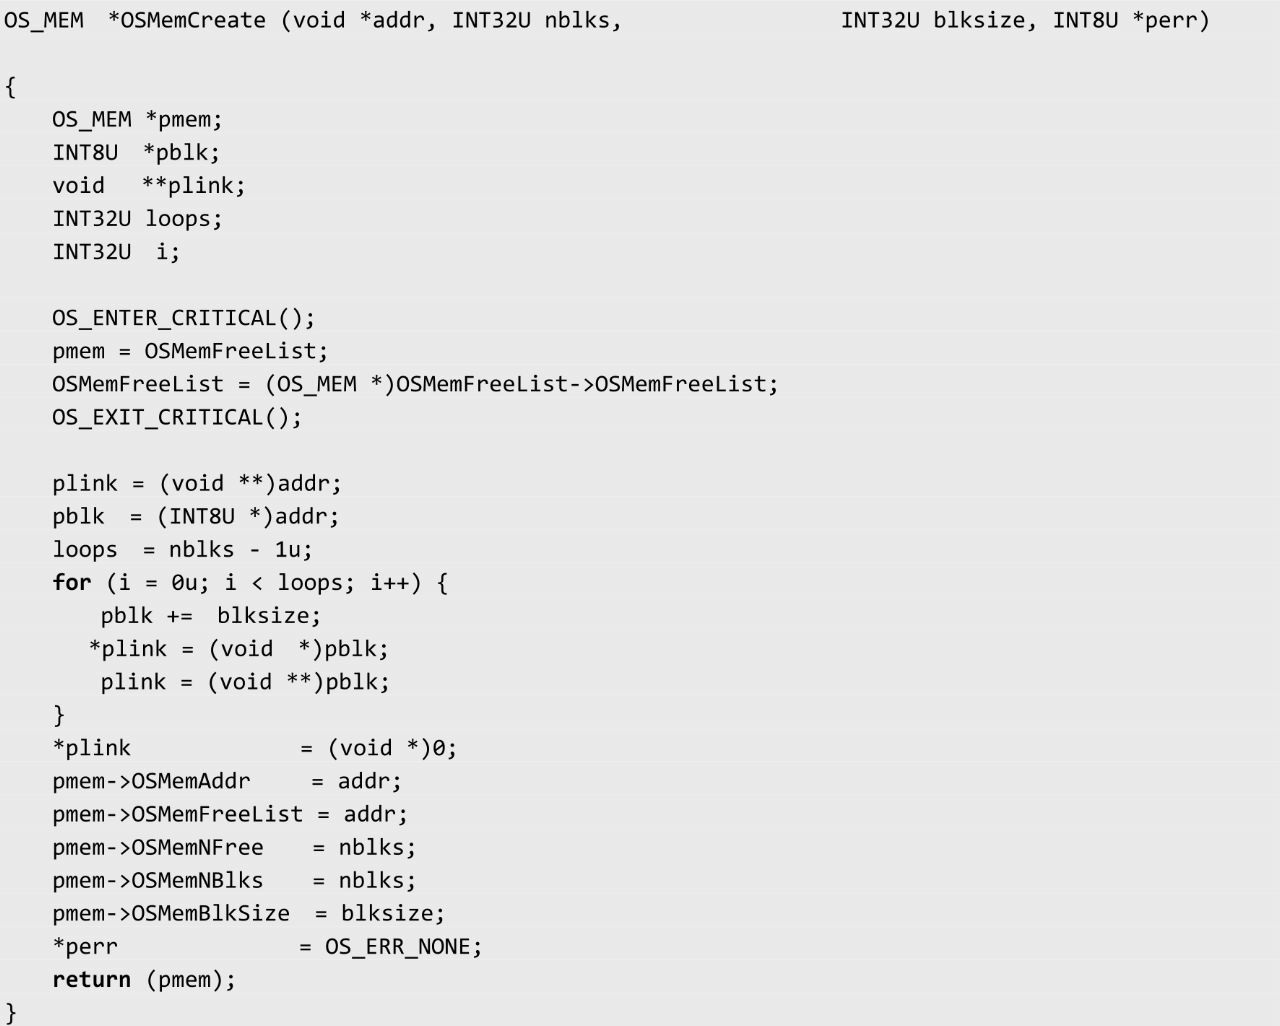 OS_MEM  *OSMemCreate (void *addr, INT32U nblks,                  INT32U blksize, INT8U *perr)
{
    OS_MEM *pmem;
    INT8U  *pblk;
    void   **plink;
    INT32U loops;
    INT32U  i;
    OS_ENTER_CRITICAL();
    pmem = OSMemFreeList;
    OSMemFreeList = (OS_MEM *)OSMemFreeList->OSMemFreeList;
    OS_EXIT_CRITICAL();
    plink = (void **)addr;
    pblk  = (INT8U *)addr;
    loops  = nblks - 1u;
    for (i = 0u; i < loops; i++) {
        pblk +=  blksize;
       *plink = (void  *)pblk;
        plink = (void **)pblk;
    }
    *plink              = (void *)0;
    pmem->OSMemAddr     = addr;
    pmem->OSMemFreeList = addr;
    pmem->OSMemNFree    = nblks;
    pmem->OSMemNBlks    = nblks;
    pmem->OSMemBlkSize  = blksize;
    *perr               = OS_ERR_NONE;
    return (pmem);
}